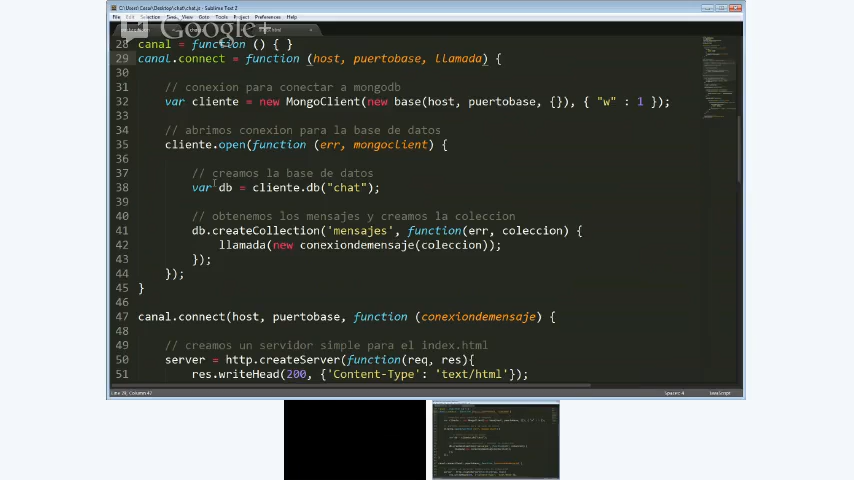 C:\Users\Casa\Desktop\chat\chat.js - Sublime Text 2
File Edit Selection Find View Goto Tools Project Preferences Help
Google+
28 canal = function () { }
29 canal.connect = function (host, puertobase, llamada) {
30
31 // conexion para conectar a mongodb
32 var cliente = new MongoClient(new base(host, puertobase, {}), { "w" : 1 });
33
34 // abrimos conexion para la base de datos
35 cliente.open(function (err, mongoclient) {
36
37 // creamos la base de datos
38 var db = cliente.db("chat");
39
40 // obtenemos los mensajes y creamos la coleccion
41 db.createCollection('mensajes', function(err, coleccion) {
42 llamada(new conexiondemensaje(coleccion));
43 });
44 });
45 }
46
47 canal.connect(host, puertobase, function (conexiondemensaje) {
48
49 // creamos un servidor simple para el index.html
50 server = http.createServer(function(req, res){
51 res.writeHead(200, {'Content-Type': 'text/html'});
Line 29, Column 47
Spaces: 4
JavaScript